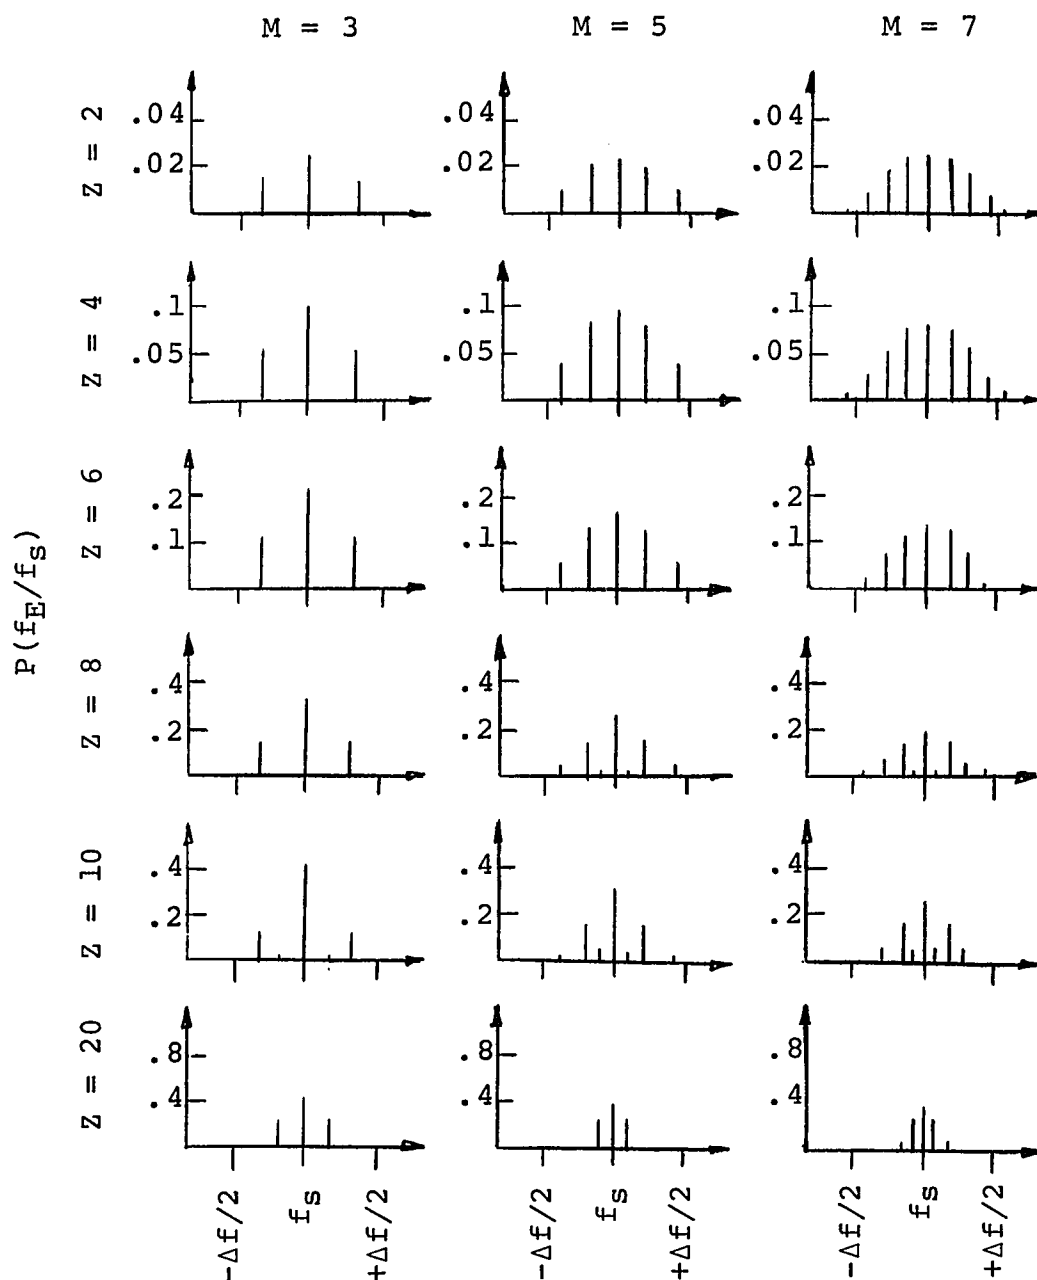 M = 3 M = 5 M = 7
P(f_E/f_s)
Z = 2
.04 .04 .04
.02 .02 .02
Z = 4
.1 .1 .1
.05 .05 .05
Z = 6
.2 .2 .2
.1 .1 .1
Z = 8
.4 .4 .4
.2 .2 .2
Z = 10
.4 .4 .4
.2 .2 .2
Z = 20
.8 .8 .8
.4 .4 .4
-Δf/2 f_s +Δf/2 -Δf/2 f_s +Δf/2 -Δf/2 f_s +Δf/2